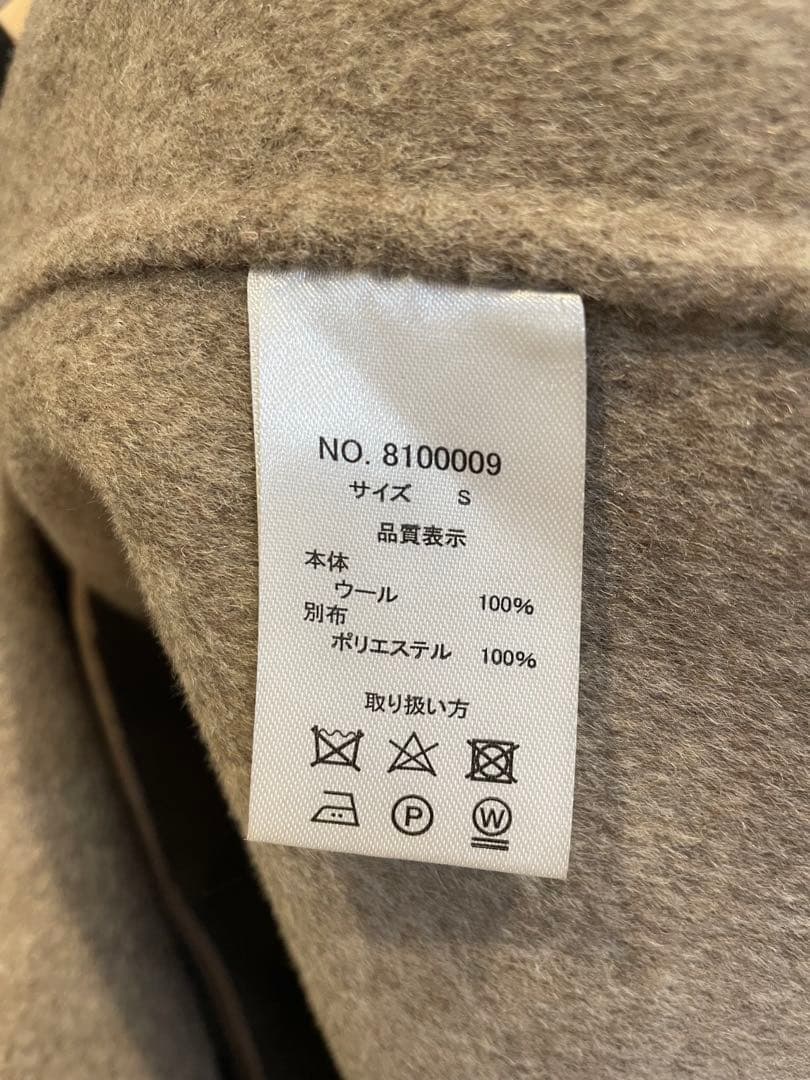 NO. 8100009
サイズ S
品質表示
本体
ウール 100%
別布
ポリエステル 100%
取り扱い方
P W